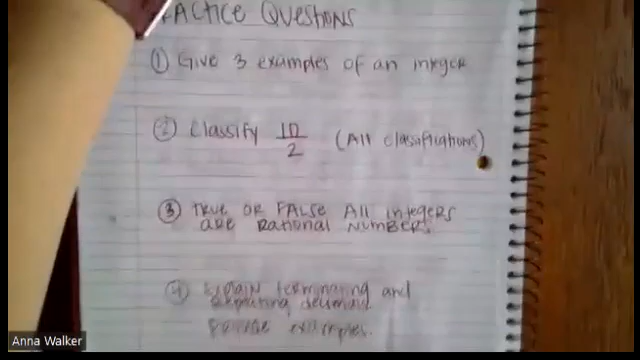 Practice Questions
① Give 3 examples of an integer
② Classify 10/2 (All classifications)
③ True or False All integers
are Rational Numbers.
④ Explain terminating and
repeating decimal
provide examples.
Anna Walker